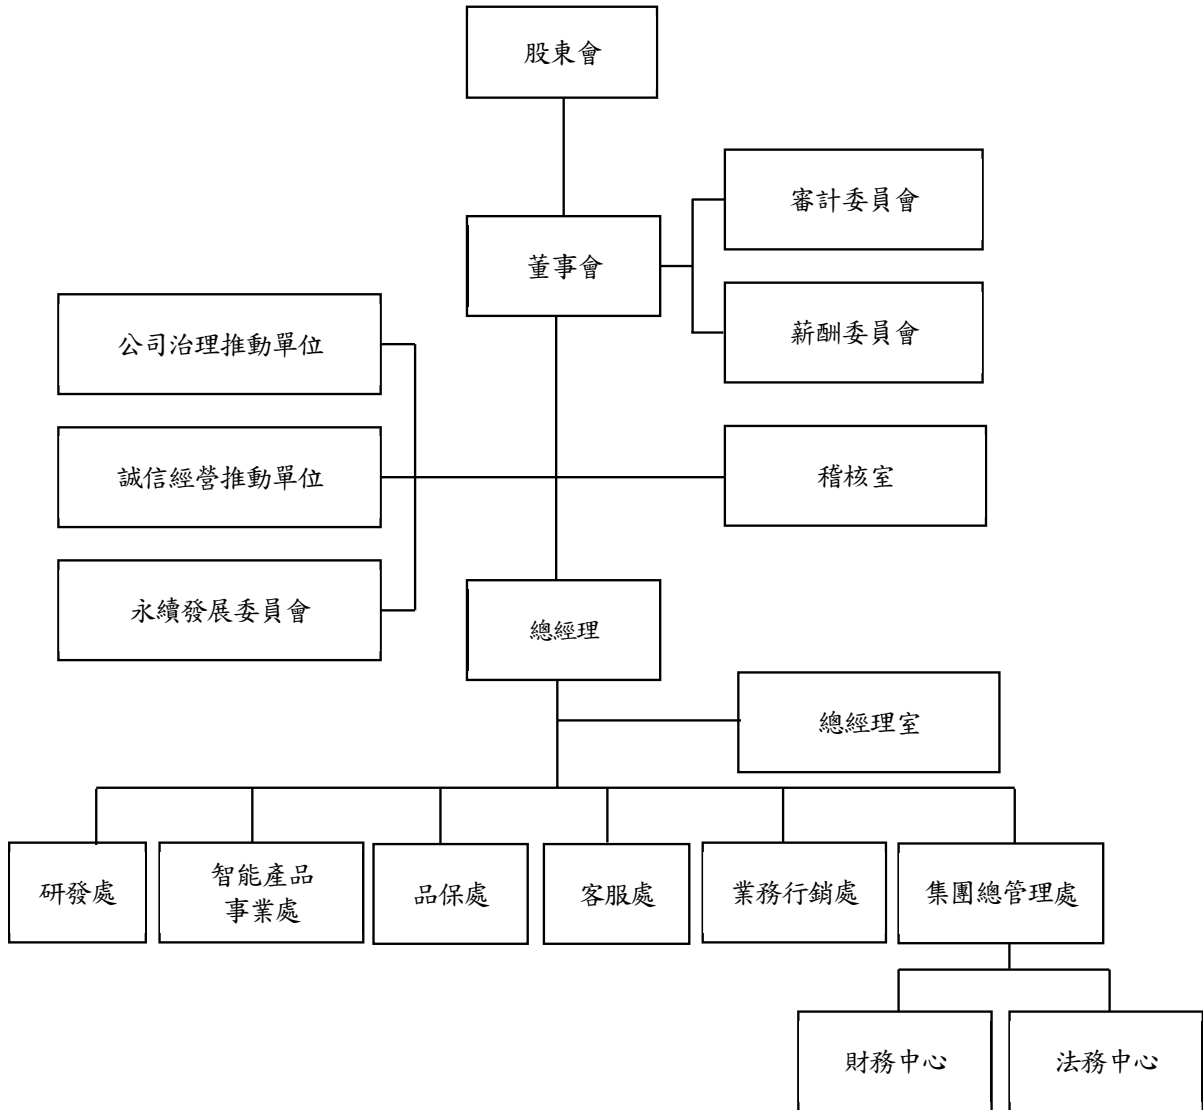 股東會
審計委員會
董事會
薪酬委員會
公司治理推動單位
誠信經營推動單位
稽核室
永續發展委員會
總經理
總經理室
研發處
智能產品
事業處
品保處
客服處
業務行銷處
集團總管理處
財務中心
法務中心